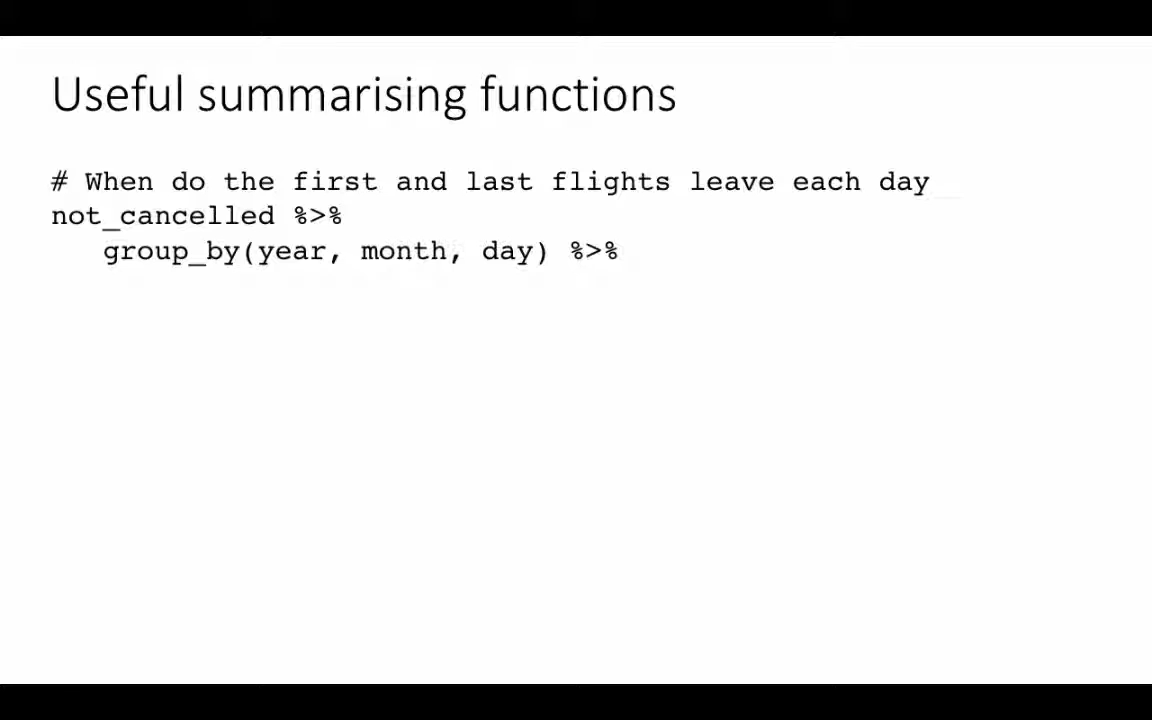 Useful summarising functions
# When do the first and last flights leave each day
not_cancelled %>%
group_by(year, month, day) %>%